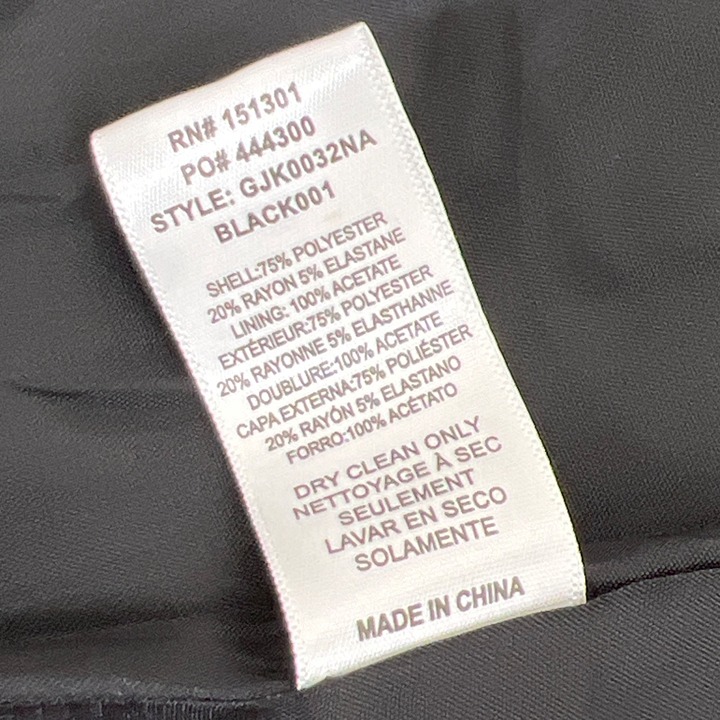 RN# 151301
PO# 444300
STYLE: GJK0032NA
BLACK001
SHELL:75% POLYESTER
20% RAYON 5% ELASTANE
LINING: 100% ACETATE
EXTÉRIEUR:75% POLYESTER
20% RAYONNE 5% ELASTHANNE
DOUBLURE:100% ACETATE
CAPA EXTERNA:75% POLIÉSTER
20% RAYÓN 5% ELASTANO
FORRO:100% ACÉTATO
DRY CLEAN ONLY
NETTOYAGE À SEC
SEULEMENT
LAVAR EN SECO
SOLAMENTE
MADE IN CHINA